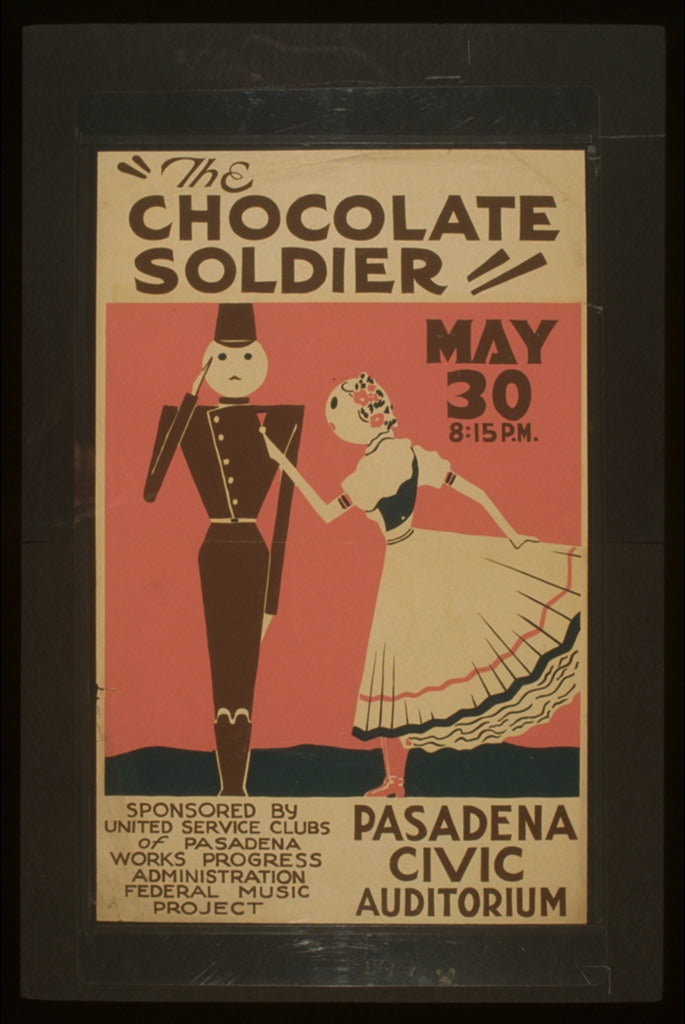 "The
CHOCOLATE
SOLDIER"
MAY
30
8:15 P.M.
SPONSORED BY
UNITED SERVICE CLUBS
of PASADENA
WORKS PROGRESS
ADMINISTRATION
FEDERAL MUSIC
PROJECT
PASADENA
CIVIC
AUDITORIUM